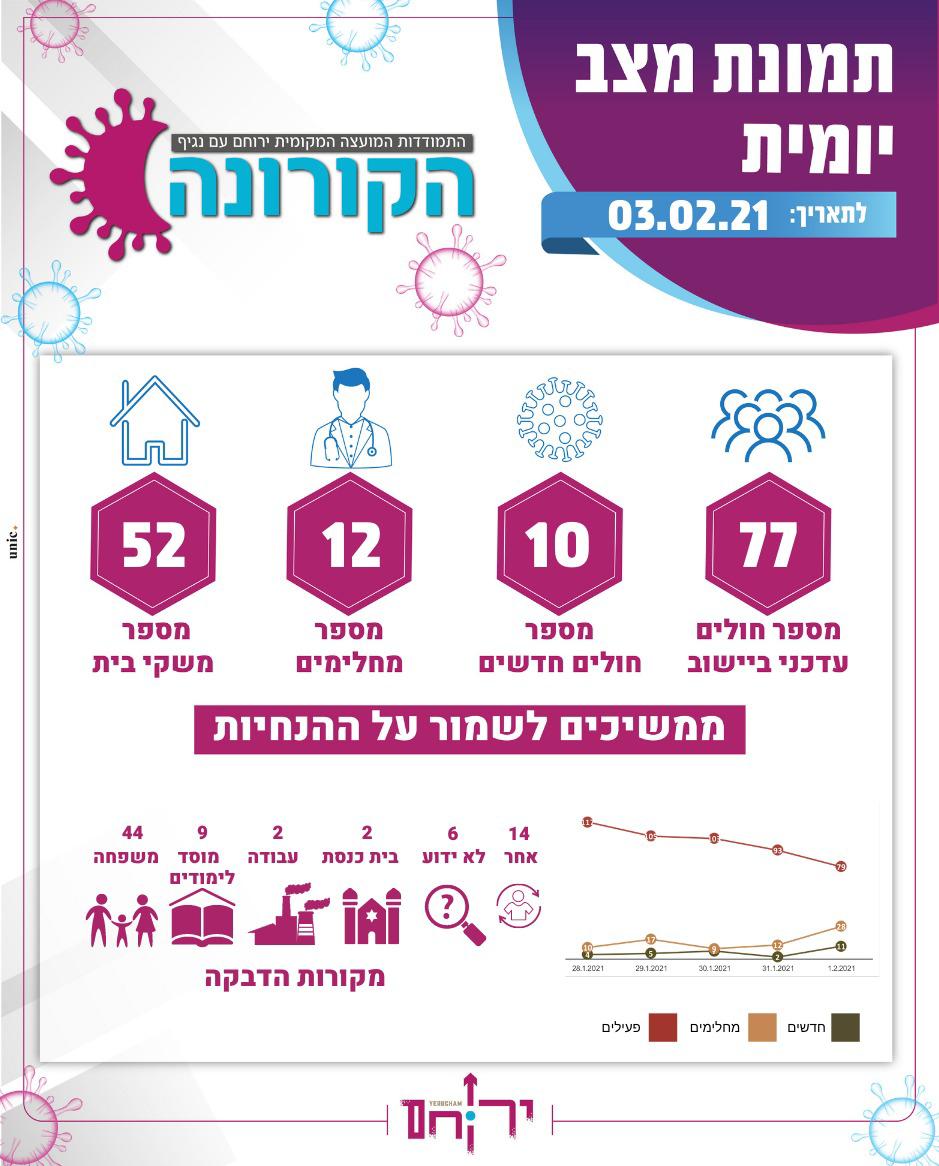 תמונת מצב
יומית
לתאריך: 03.02.21
התמודדות המועצה המקומית ירוחם עם נגיף
הקורונה
77
מספר חולים
עדכני ביישוב
10
מספר
חולים חדשים
12
מספר
מחלימים
52
מספר
משקי בית
unic.
ממשיכים לשמור על ההנחיות
14
אחר
6
לא ידוע
2
בית כנסת
2
עבודה
9
מוסד
לימודים
44
משפחה
?
מקורות הדבקה
93
79
10
17
9
12
28
4
5
2
11
28.1.2021
29.1.2021
30.1.2021
31.1.2021
1.2.2021
חדשים
מחלימים
פעילים
YERUCHAM
ירוחם